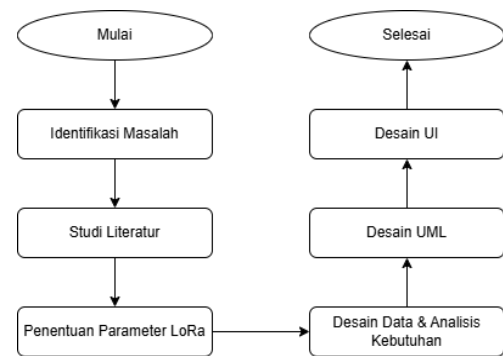 Mulai
Identifikasi Masalah
Studi Literatur
Penentuan Parameter LoRa
Desain Data & Analisis
Kebutuhan
Desain UML
Desain UI
Selesai